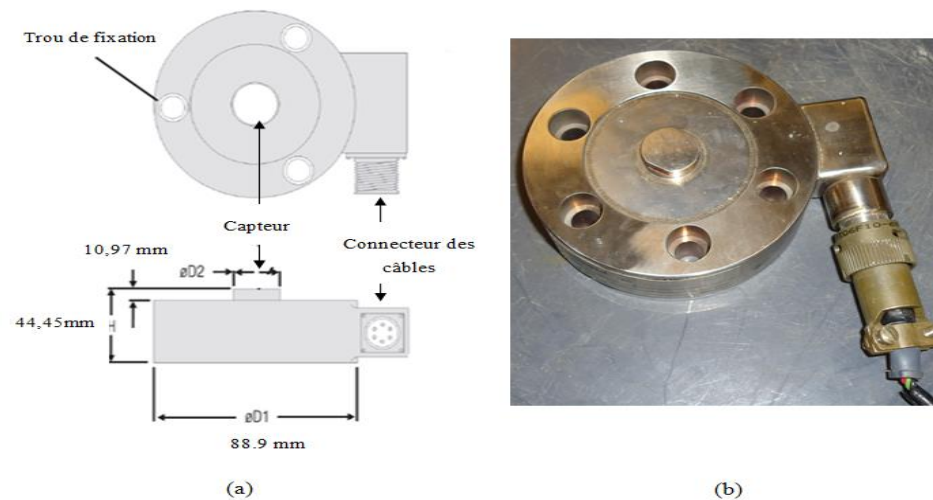 Trou de fixation
Capteur
10,97 mm
øD2
Connecteur des
câbles
44,45mm
H
øD1
88.9 mm
(a)
(b)